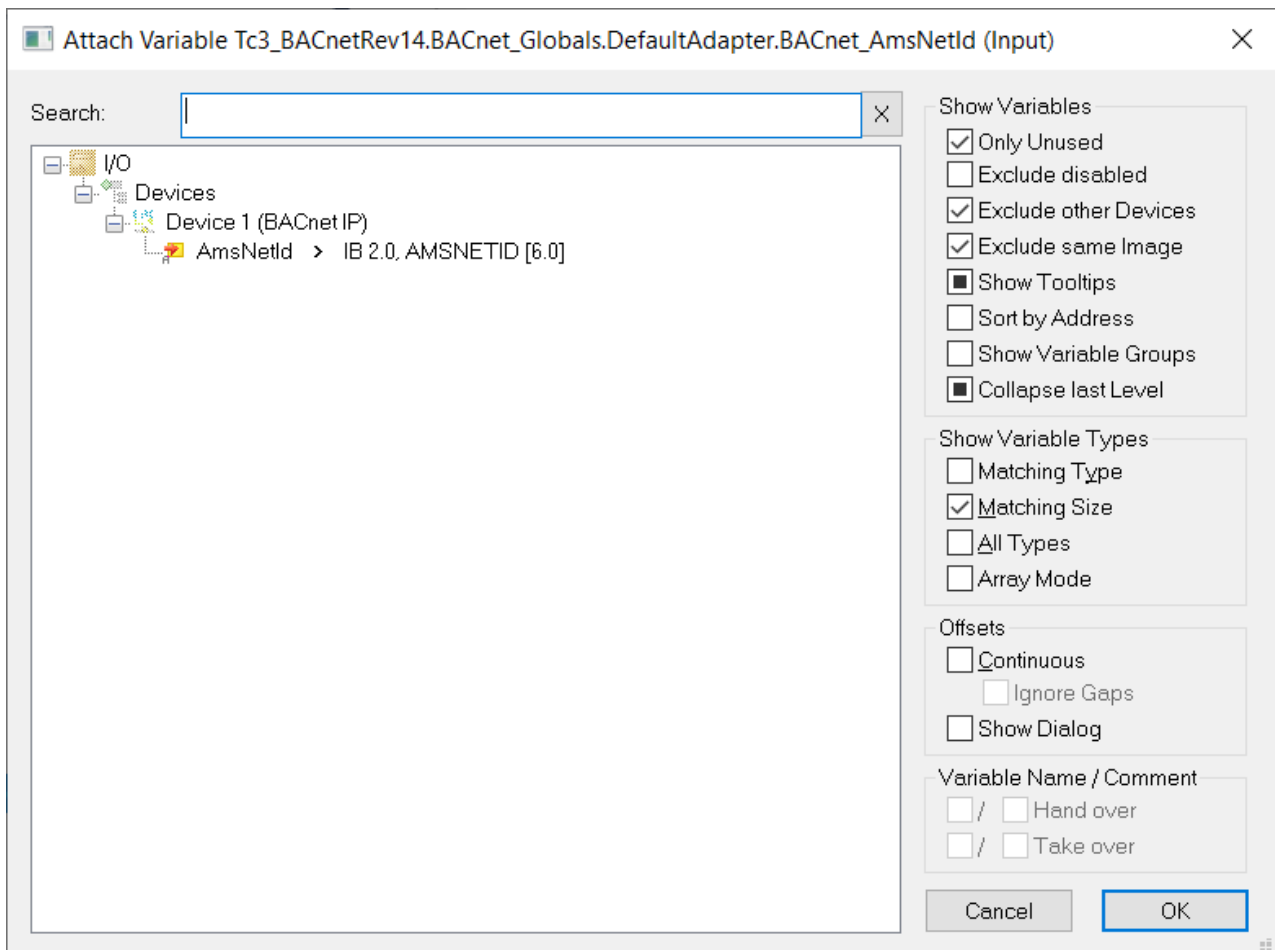 Attach Variable Tc3_BACnetRev14.BACnet_Globals.DefaultAdapter.BACnet_AmsNetId (Input)
Search:
I/O
Devices
Device 1 (BACnet IP)
AmsNetId > IB 2.0, AMSNETID [6.0]
Show Variables
Only Unused
Exclude disabled
Exclude other Devices
Exclude same Image
Show Tooltips
Sort by Address
Show Variable Groups
Collapse last Level
Show Variable Types
Matching Type
Matching Size
All Types
Array Mode
Offsets
Continuous
Ignore Gaps
Show Dialog
Variable Name / Comment
/ Hand over
/ Take over
Cancel OK